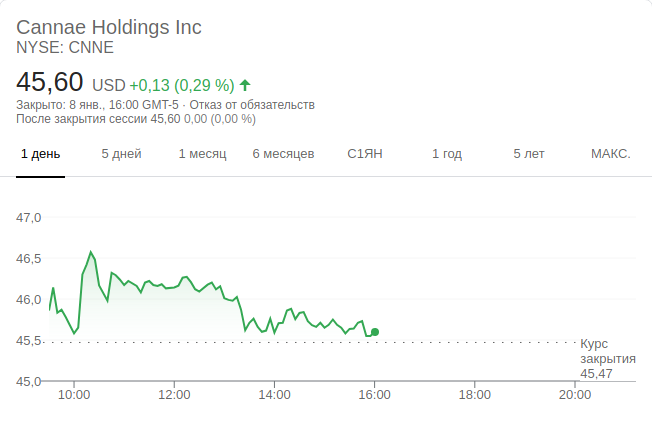 Cannae Holdings Inc
NYSE: CNNE
45,60 USD +0,13 (0,29 %)
Закрыто: 8 янв., 16:00 GMT-5 · Отказ от обязательств
После закрытия сессии 45,60 0,00 (0,00 %)
1 день 5 дней 1 месяц 6 месяцев С1ЯН 1 год 5 лет МАКС.
47,0
46,5
46,0
45,5
Курс
закрытия
45,47
45,0
10:00 12:00 14:00 16:00 18:00 20:00